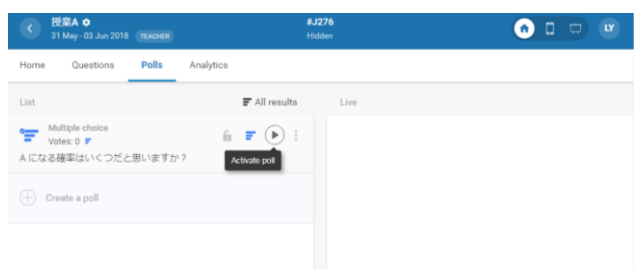 授業A
#J276
31 May - 03 Jun 2018 TEACHER
Hidden
LY
Home Questions Polls Analytics
List All results Live
Multiple choice
Votes: 0
A になる確率はいくつだと思いますか？
Activate poll
Create a poll